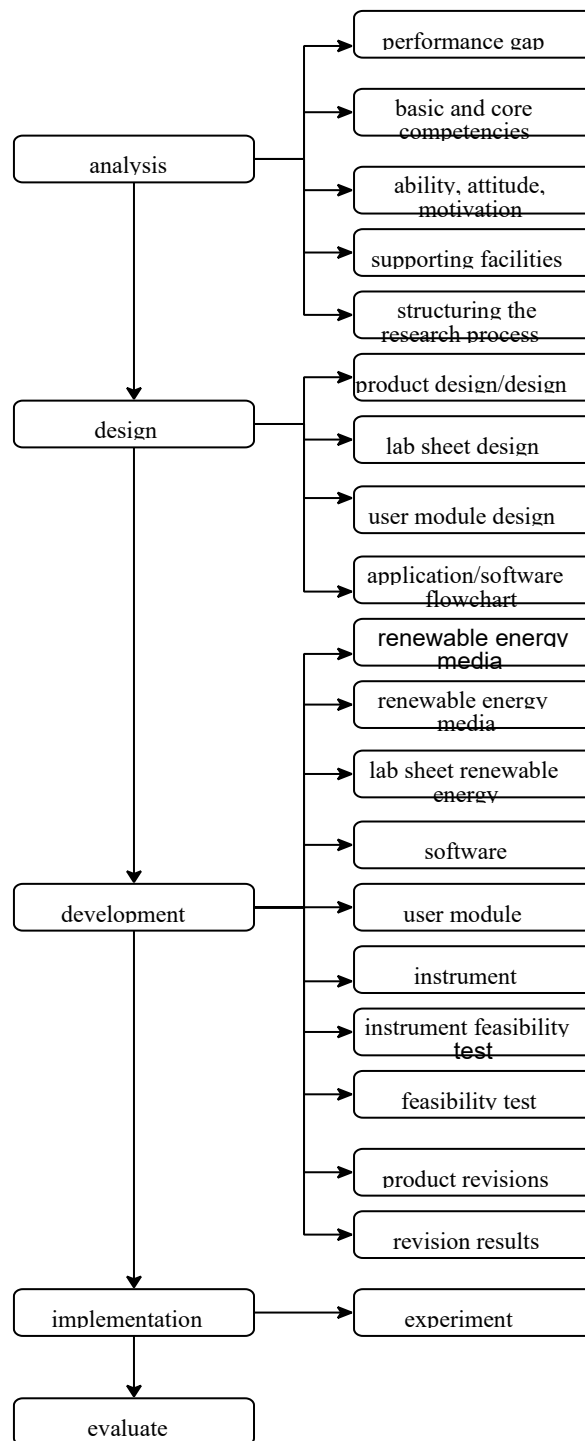 performance gap
basic and core
competencies
analysis
ability, attitude,
motivation
supporting facilities
structuring the
research process
product design/design
design
lab sheet design
user module design
application/software
flowchart
renewable energy
media
renewable energy
media
lab sheet renewable
energy
software
development
user module
instrument
instrument feasibility
test
feasibility test
product revisions
revision results
implementation
experiment
evaluate